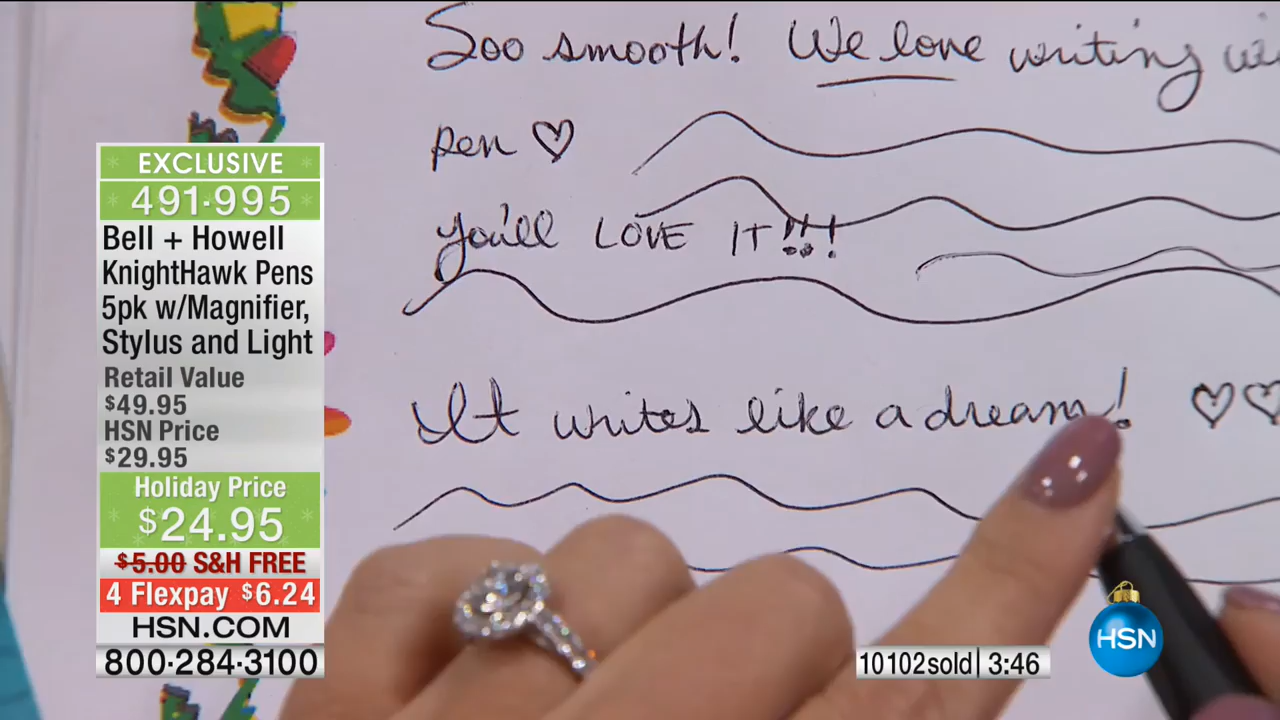 Soo smooth! We love writing wi
pen ♡
you'll LOVE IT!!!
It writes like a dream! ♡♡
EXCLUSIVE
491-995
Bell + Howell
KnightHawk Pens
5pk w/Magnifier,
Stylus and Light
Retail Value
$49.95
HSN Price
$29.95
Holiday Price
$24.95
$5.00 S&H FREE
4 Flexpay $6.24
HSN.COM
800-284-3100
10102sold | 3:46
HSN